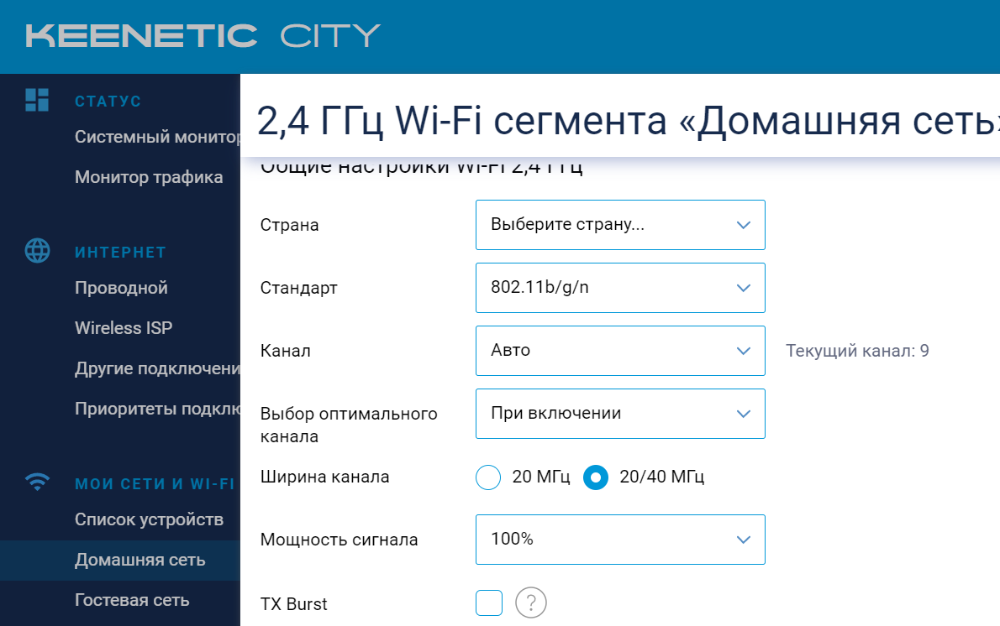 KEENETIC CITY
СТАТУС
Системный монитор
Монитор трафика
ИНТЕРНЕТ
Проводной
Wireless ISP
Другие подключени
Приоритеты подклю
МОИ СЕТИ И WI-FI
Список устройств
Домашняя сеть
Гостевая сеть
2,4 ГГц Wi-Fi сегмента «Домашняя сеть»
Общие настройки Wi-Fi 2,4 ГГц
Страна Выберите страну...
Стандарт 802.11b/g/n
Канал Авто Текущий канал: 9
Выбор оптимального При включении
канала
Ширина канала 20 МГц 20/40 МГц
Мощность сигнала 100%
TX Burst ?